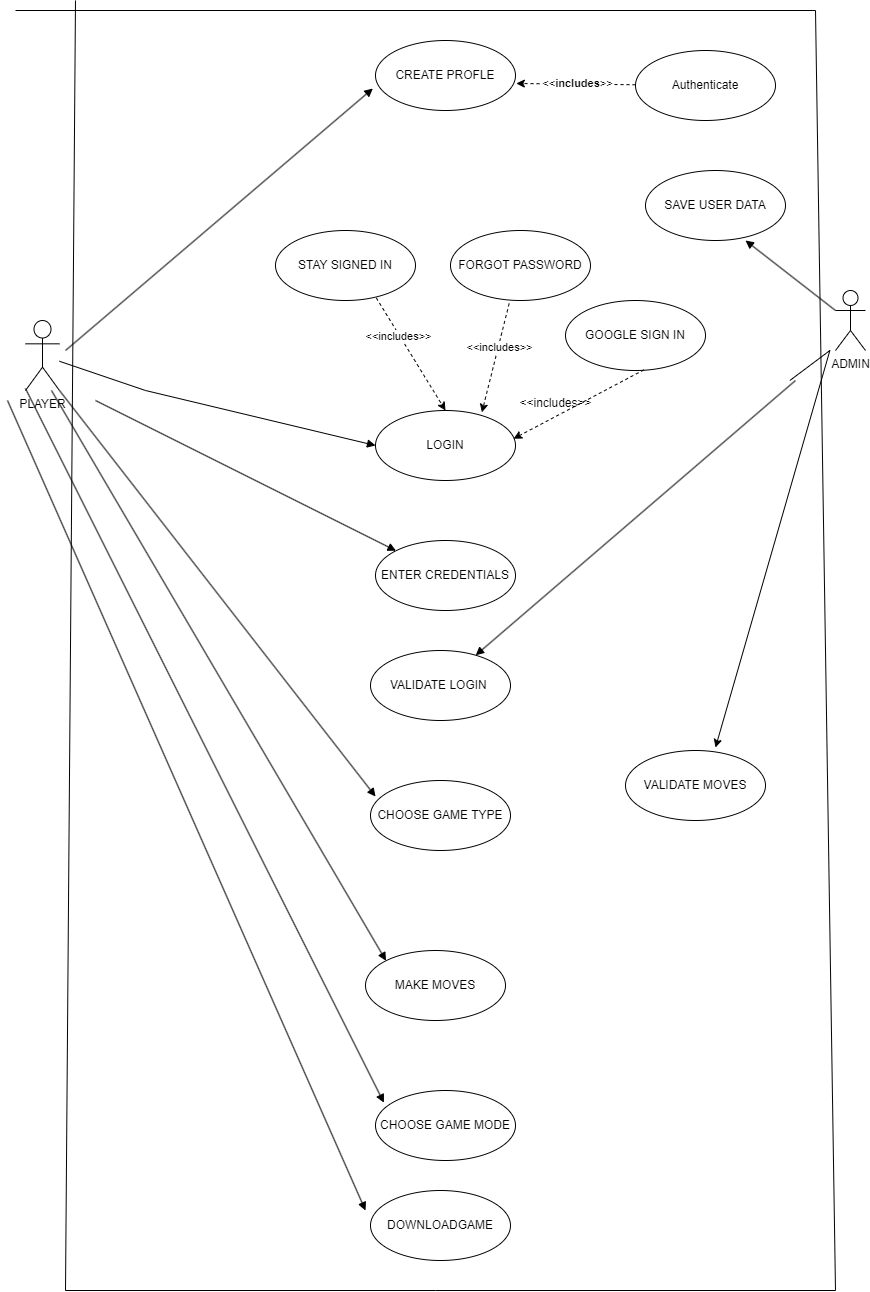 CREATE PROFLE
<<includes>>
Authenticate
SAVE USER DATA
STAY SIGNED IN
FORGOT PASSWORD
GOOGLE SIGN IN
<<includes>>
<<includes>>
<<includes>>
ADMIN
PLAYER
LOGIN
ENTER CREDENTIALS
VALIDATE LOGIN
VALIDATE MOVES
CHOOSE GAME TYPE
MAKE MOVES
CHOOSE GAME MODE
DOWNLOADGAME